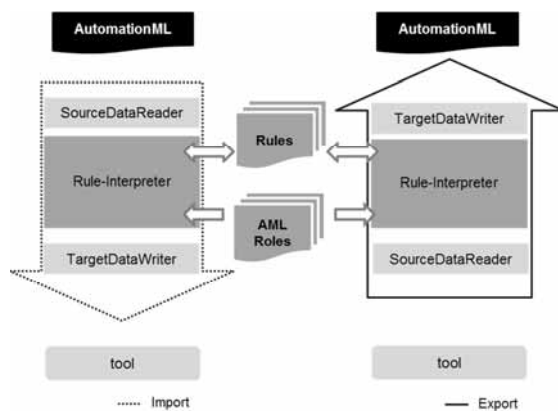 AutomationML
AutomationML
SourceDataReader
TargetDataWriter
Rules
Rule-Interpreter
Rule-Interpreter
AML
Roles
TargetDataWriter
SourceDataReader
tool
tool
Import
Export